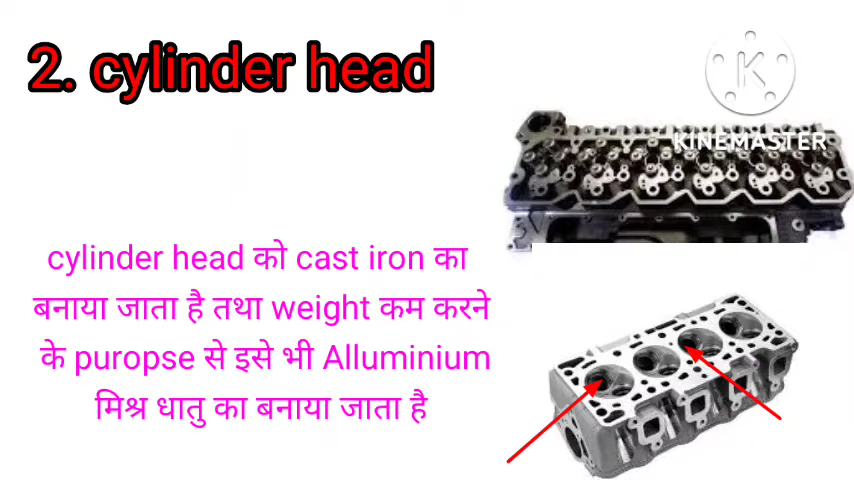 2. cylinder head
KINEMASTER
cylinder head को cast iron का
बनाया जाता है तथा weight कम करने
के puropse से इसे भी Alluminium
मिश्र धातु का बनाया जाता है